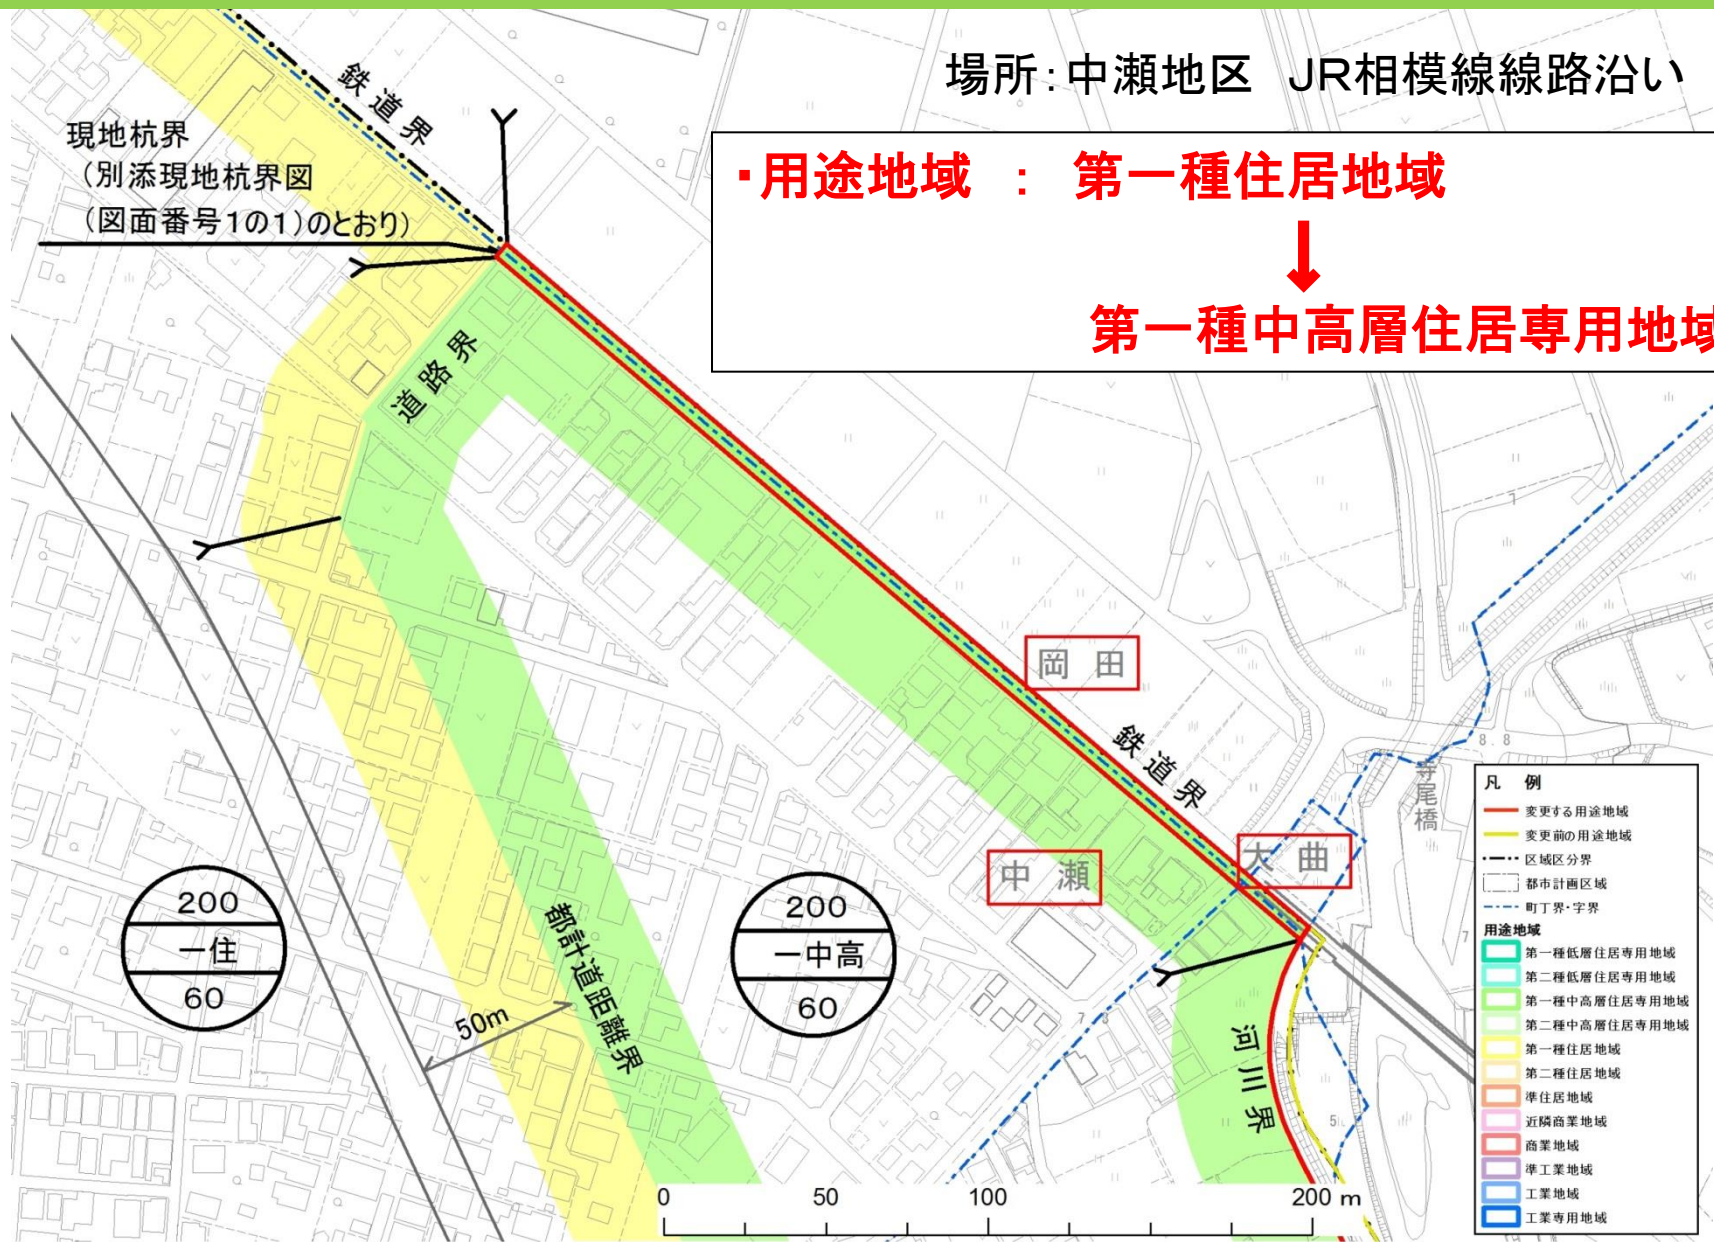 場所：中瀬地区　JR相模線線路沿い
・用途地域　：　第一種住居地域
↓
第一種中高層住居専用地域
鉄道界
現地杭界
(別添現地杭界図
(図面番号1の1)のとおり)
道路界
岡田
鉄道界
8.8
寺尾橋
大曲
中瀬
200
一住
60
都計道距離界
50m
200
一中高
60
河川界
凡　例
変更する用途地域
変更前の用途地域
区域区分界
都市計画区域
町丁界・字界
用途地域
第一種低層住居専用地域
第二種低層住居専用地域
第一種中高層住居専用地域
第二種中高層住居専用地域
第一種住居地域
第二種住居地域
準住居地域
近隣商業地域
商業地域
準工業地域
工業地域
工業専用地域
0　50　100　200 m